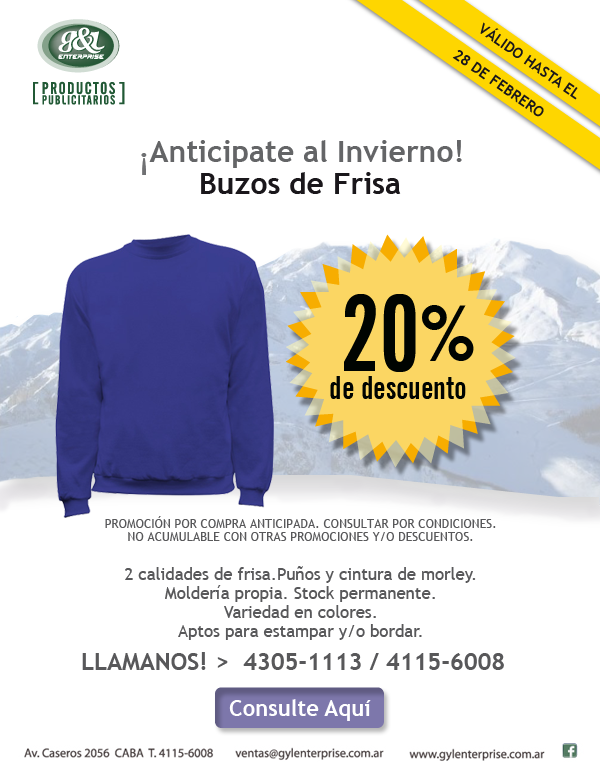 g&l
ENTERPRISE
[PRODUCTOS
PUBLICITARIOS]
VÁLIDO HASTA EL
28 DE FEBRERO
¡Anticipate al Invierno!
Buzos de Frisa
20%
de descuento
PROMOCIÓN POR COMPRA ANTICIPADA. CONSULTAR POR CONDICIONES.
NO ACUMULABLE CON OTRAS PROMOCIONES Y/O DESCUENTOS.
2 calidades de frisa.Puños y cintura de morley.
Moldería propia. Stock permanente.
Variedad en colores.
Aptos para estampar y/o bordar.
LLAMANOS! > 4305-1113 / 4115-6008
Consulte Aquí
Av. Caseros 2056 CABA T. 4115-6008 ventas@gylenterprise.com.ar www.gylenterprise.com.ar f